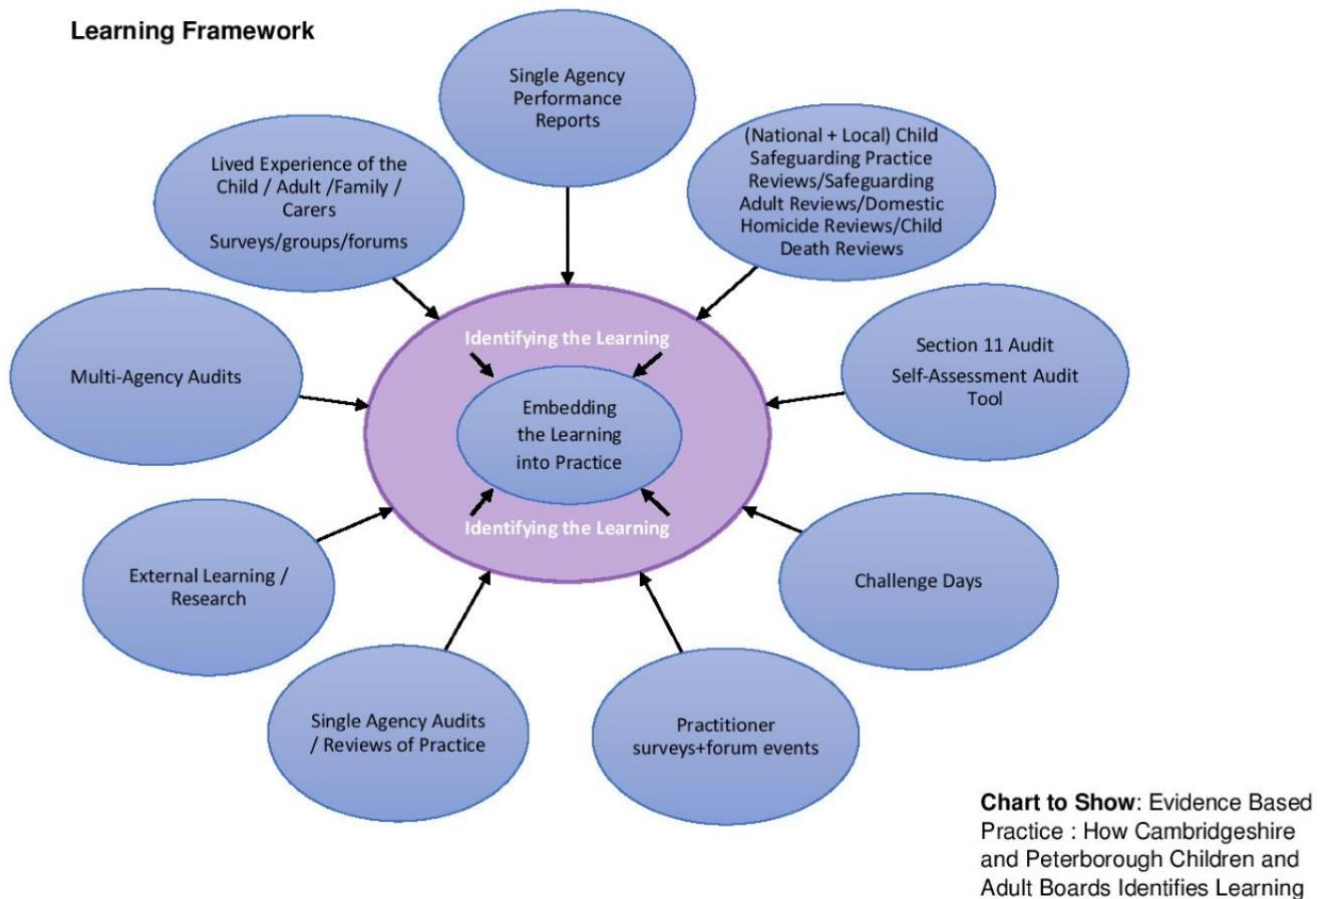 Learning Framework
Single Agency
Performance
Reports
(National + Local) Child
Safeguarding Practice
Reviews/Safeguarding
Adult Reviews/Domestic
Homicide Reviews/Child
Death Reviews
Lived Experience of the
Child / Adult /Family /
Carers
Surveys/groups/forums
Identifying the Learning
Section 11 Audit
Self-Assessment Audit
Tool
Multi-Agency Audits
Embedding
the Learning
into Practice
Identifying the Learning
External Learning /
Research
Challenge Days
Single Agency Audits
/ Reviews of Practice
Practitioner
surveys+forum events
Chart to Show: Evidence Based
Practice : How Cambridgeshire
and Peterborough Children and
Adult Boards Identifies Learning